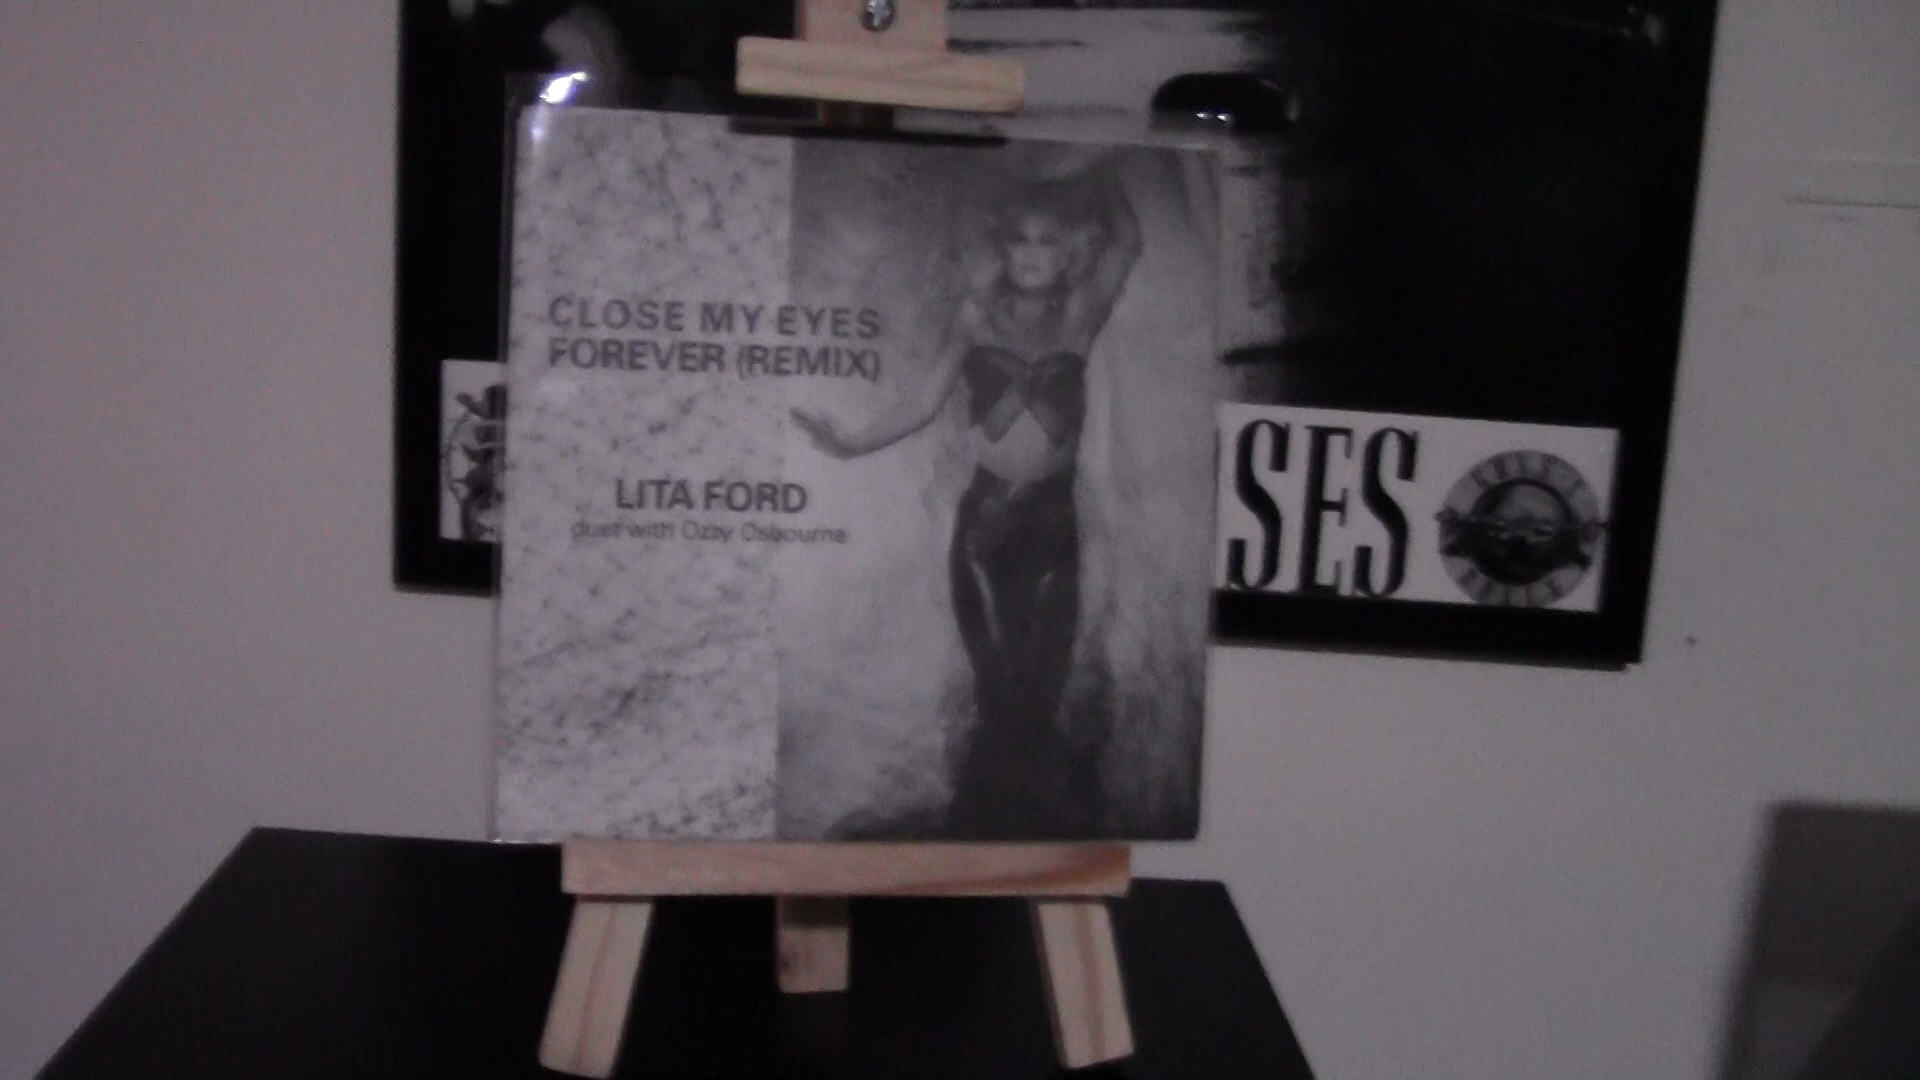 CLOSE MY EYES
FOREVER (REMIX)
LITA FORD
duet with Ozzy Osbourne
SES